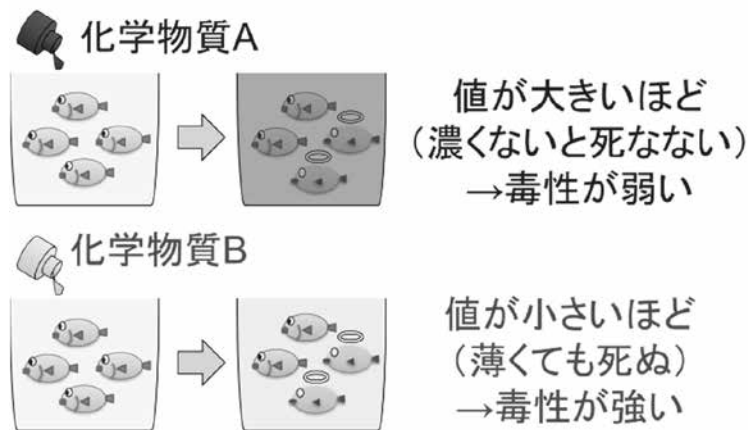 化学物質A
値が大きいほど
（濃くないと死なない）
→毒性が弱い
化学物質B
値が小さいほど
（薄くても死ぬ）
→毒性が強い